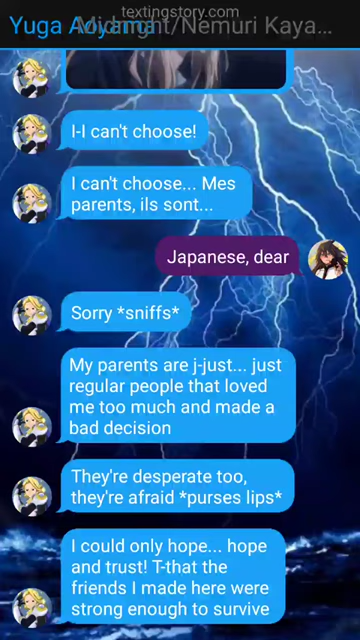 textingstory.com
Yuga Aoyama
Midnight/Nemuri Kaya...
I-I can't choose!
I can't choose... Mes
parents, ils sont...
Japanese, dear
Sorry *sniffs*
My parents are j-just... just
regular people that loved
me too much and made a
bad decision
They're desperate too,
they're afraid *purses lips*
I could only hope... hope
and trust! T-that the
friends I made here were
strong enough to survive